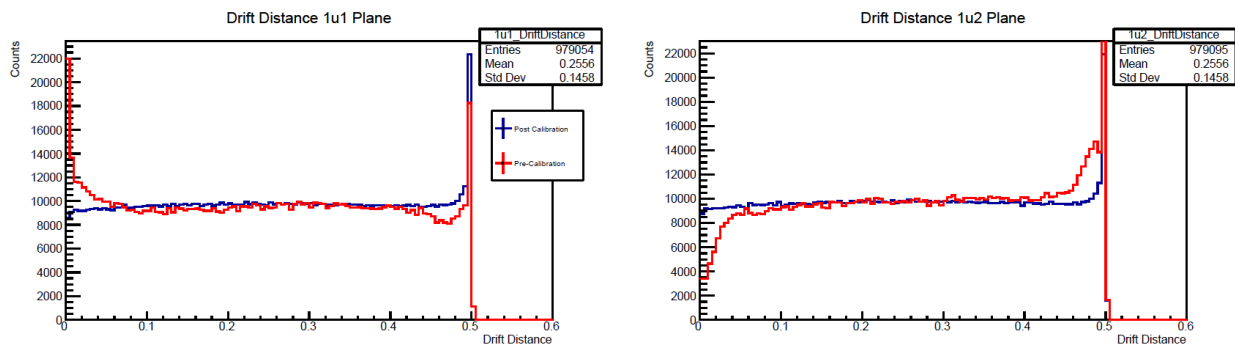 Drift Distance 1u1 Plane
1u1_DriftDistance
Entries 979054
Mean 0.2556
Std Dev 0.1458
Counts
22000
20000
18000
16000
14000
12000
10000
8000
6000
4000
2000
0
Post Calibration
Pre-Calibration
0 0.1 0.2 0.3 0.4 0.5 0.6
Drift Distance
Drift Distance 1u2 Plane
1u2_DriftDistance
Entries 979095
Mean 0.2556
Std Dev 0.1458
Counts
22000
20000
18000
16000
14000
12000
10000
8000
6000
4000
2000
0
0 0.1 0.2 0.3 0.4 0.5 0.6
Drift Distance